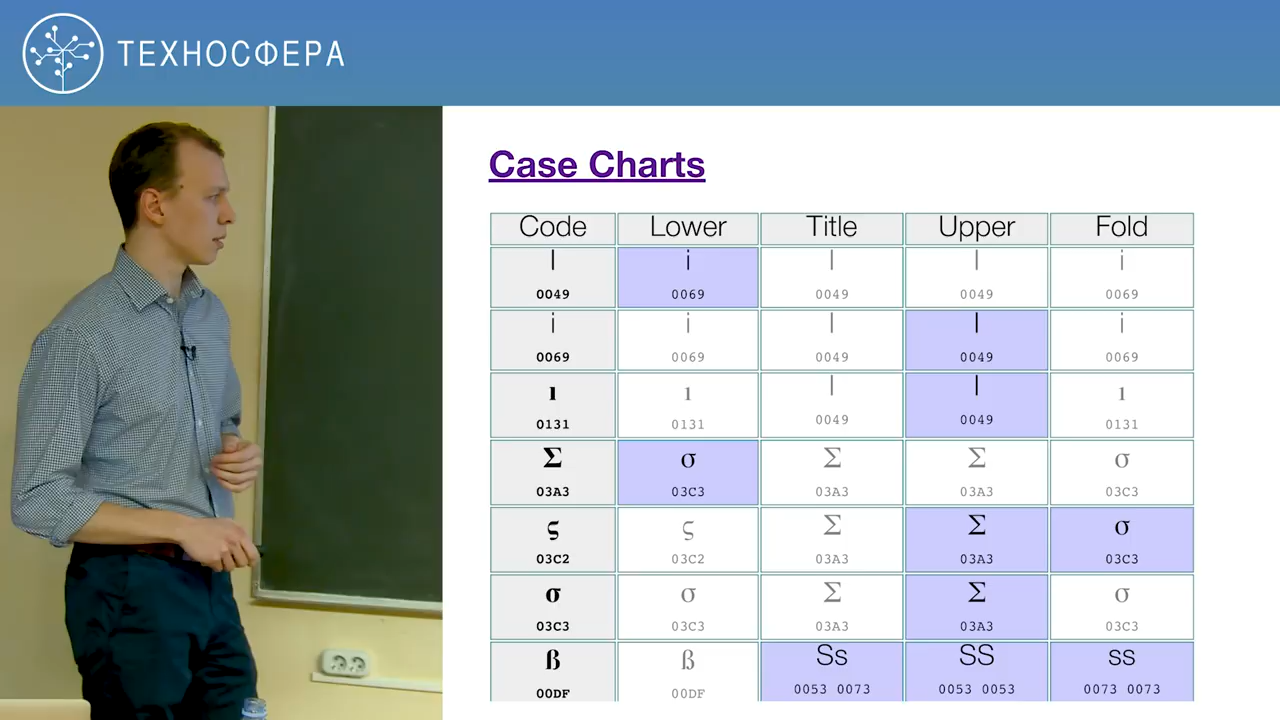 ТЕХНОСФЕРА
Case Charts
Code Lower Title Upper Fold
I i I I i
0049 0069 0049 0049 0069
i i I I i
0069 0069 0049 0049 0069
ı ı I I ı
0131 0131 0049 0049 0131
Σ σ Σ Σ σ
03A3 03C3 03A3 03A3 03C3
ς ς Σ Σ σ
03C2 03C2 03A3 03A3 03C3
σ σ Σ Σ σ
03C3 03C3 03A3 03A3 03C3
ß ß Ss SS ss
00DF 00DF 0053 0073 0053 0053 0073 0073